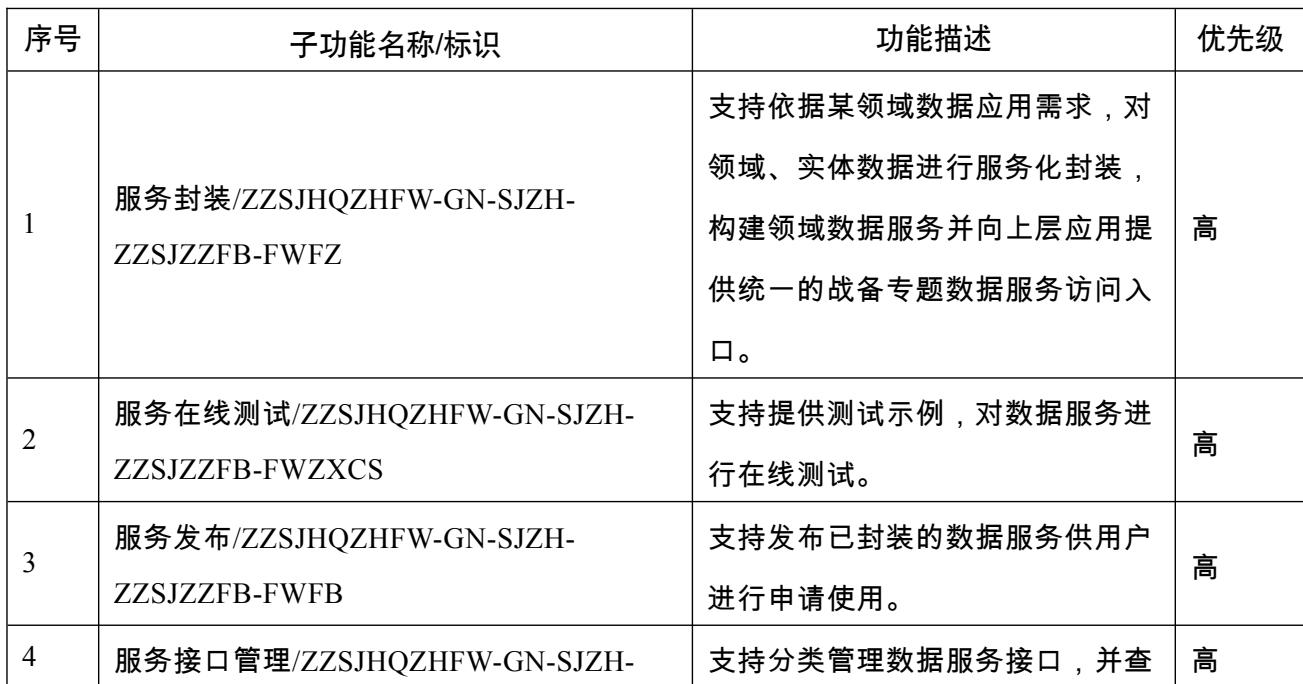 序号 子功能名称/标识 功能描述 优先级
1 服务封装/ZZSJHQZHFW-GN-SJZH-
ZZSJZZFB-FWFZ
支持依据某领域数据应用需求，对
领域、实体数据进行服务化封装，
构建领域数据服务并向上层应用提
供统一的战备专题数据服务访问入
口。
高
2 服务在线测试/ZZSJHQZHFW-GN-SJZH-
ZZSJZZFB-FWZXCS
支持提供测试示例，对数据服务进
行在线测试。
高
3 服务发布/ZZSJHQZHFW-GN-SJZH-
ZZSJZZFB-FWFB
支持发布已封装的数据服务供用户
进行申请使用。
高
4 服务接口管理/ZZSJHQZHFW-GN-SJZH- 支持分类管理数据服务接口，并查 高